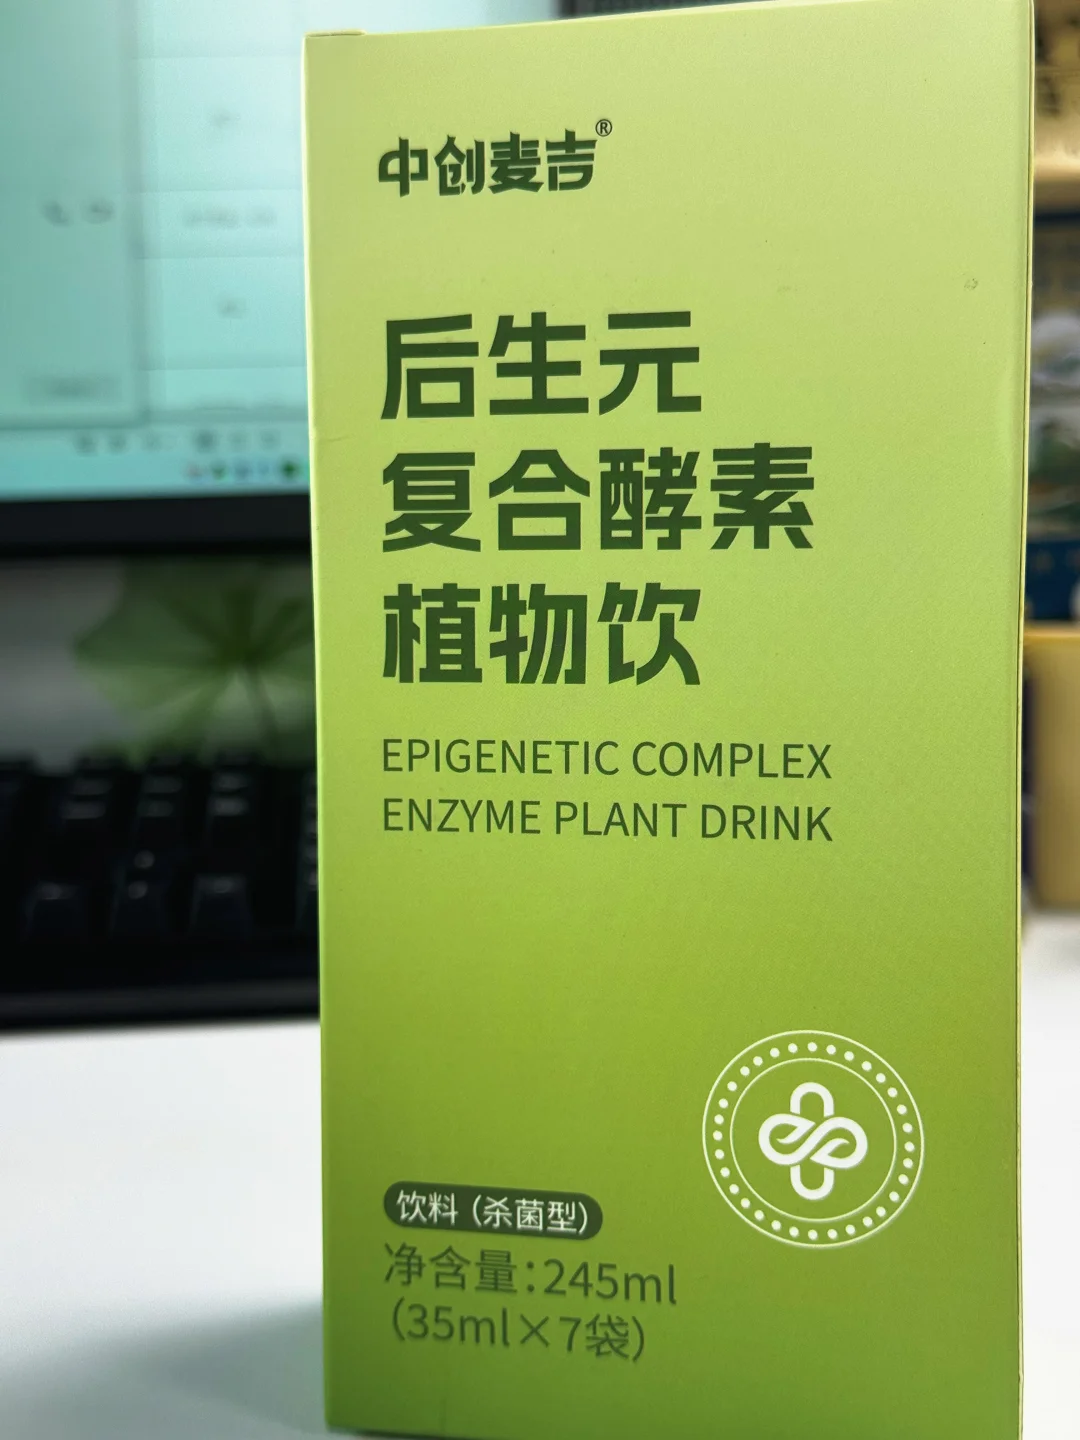 中创麦吉®
后生元
复合酵素
植物饮
EPIGENETIC COMPLEX
ENZYME PLANT DRINK
饮料（杀菌型）
净含量:245ml
（35ml×7袋）